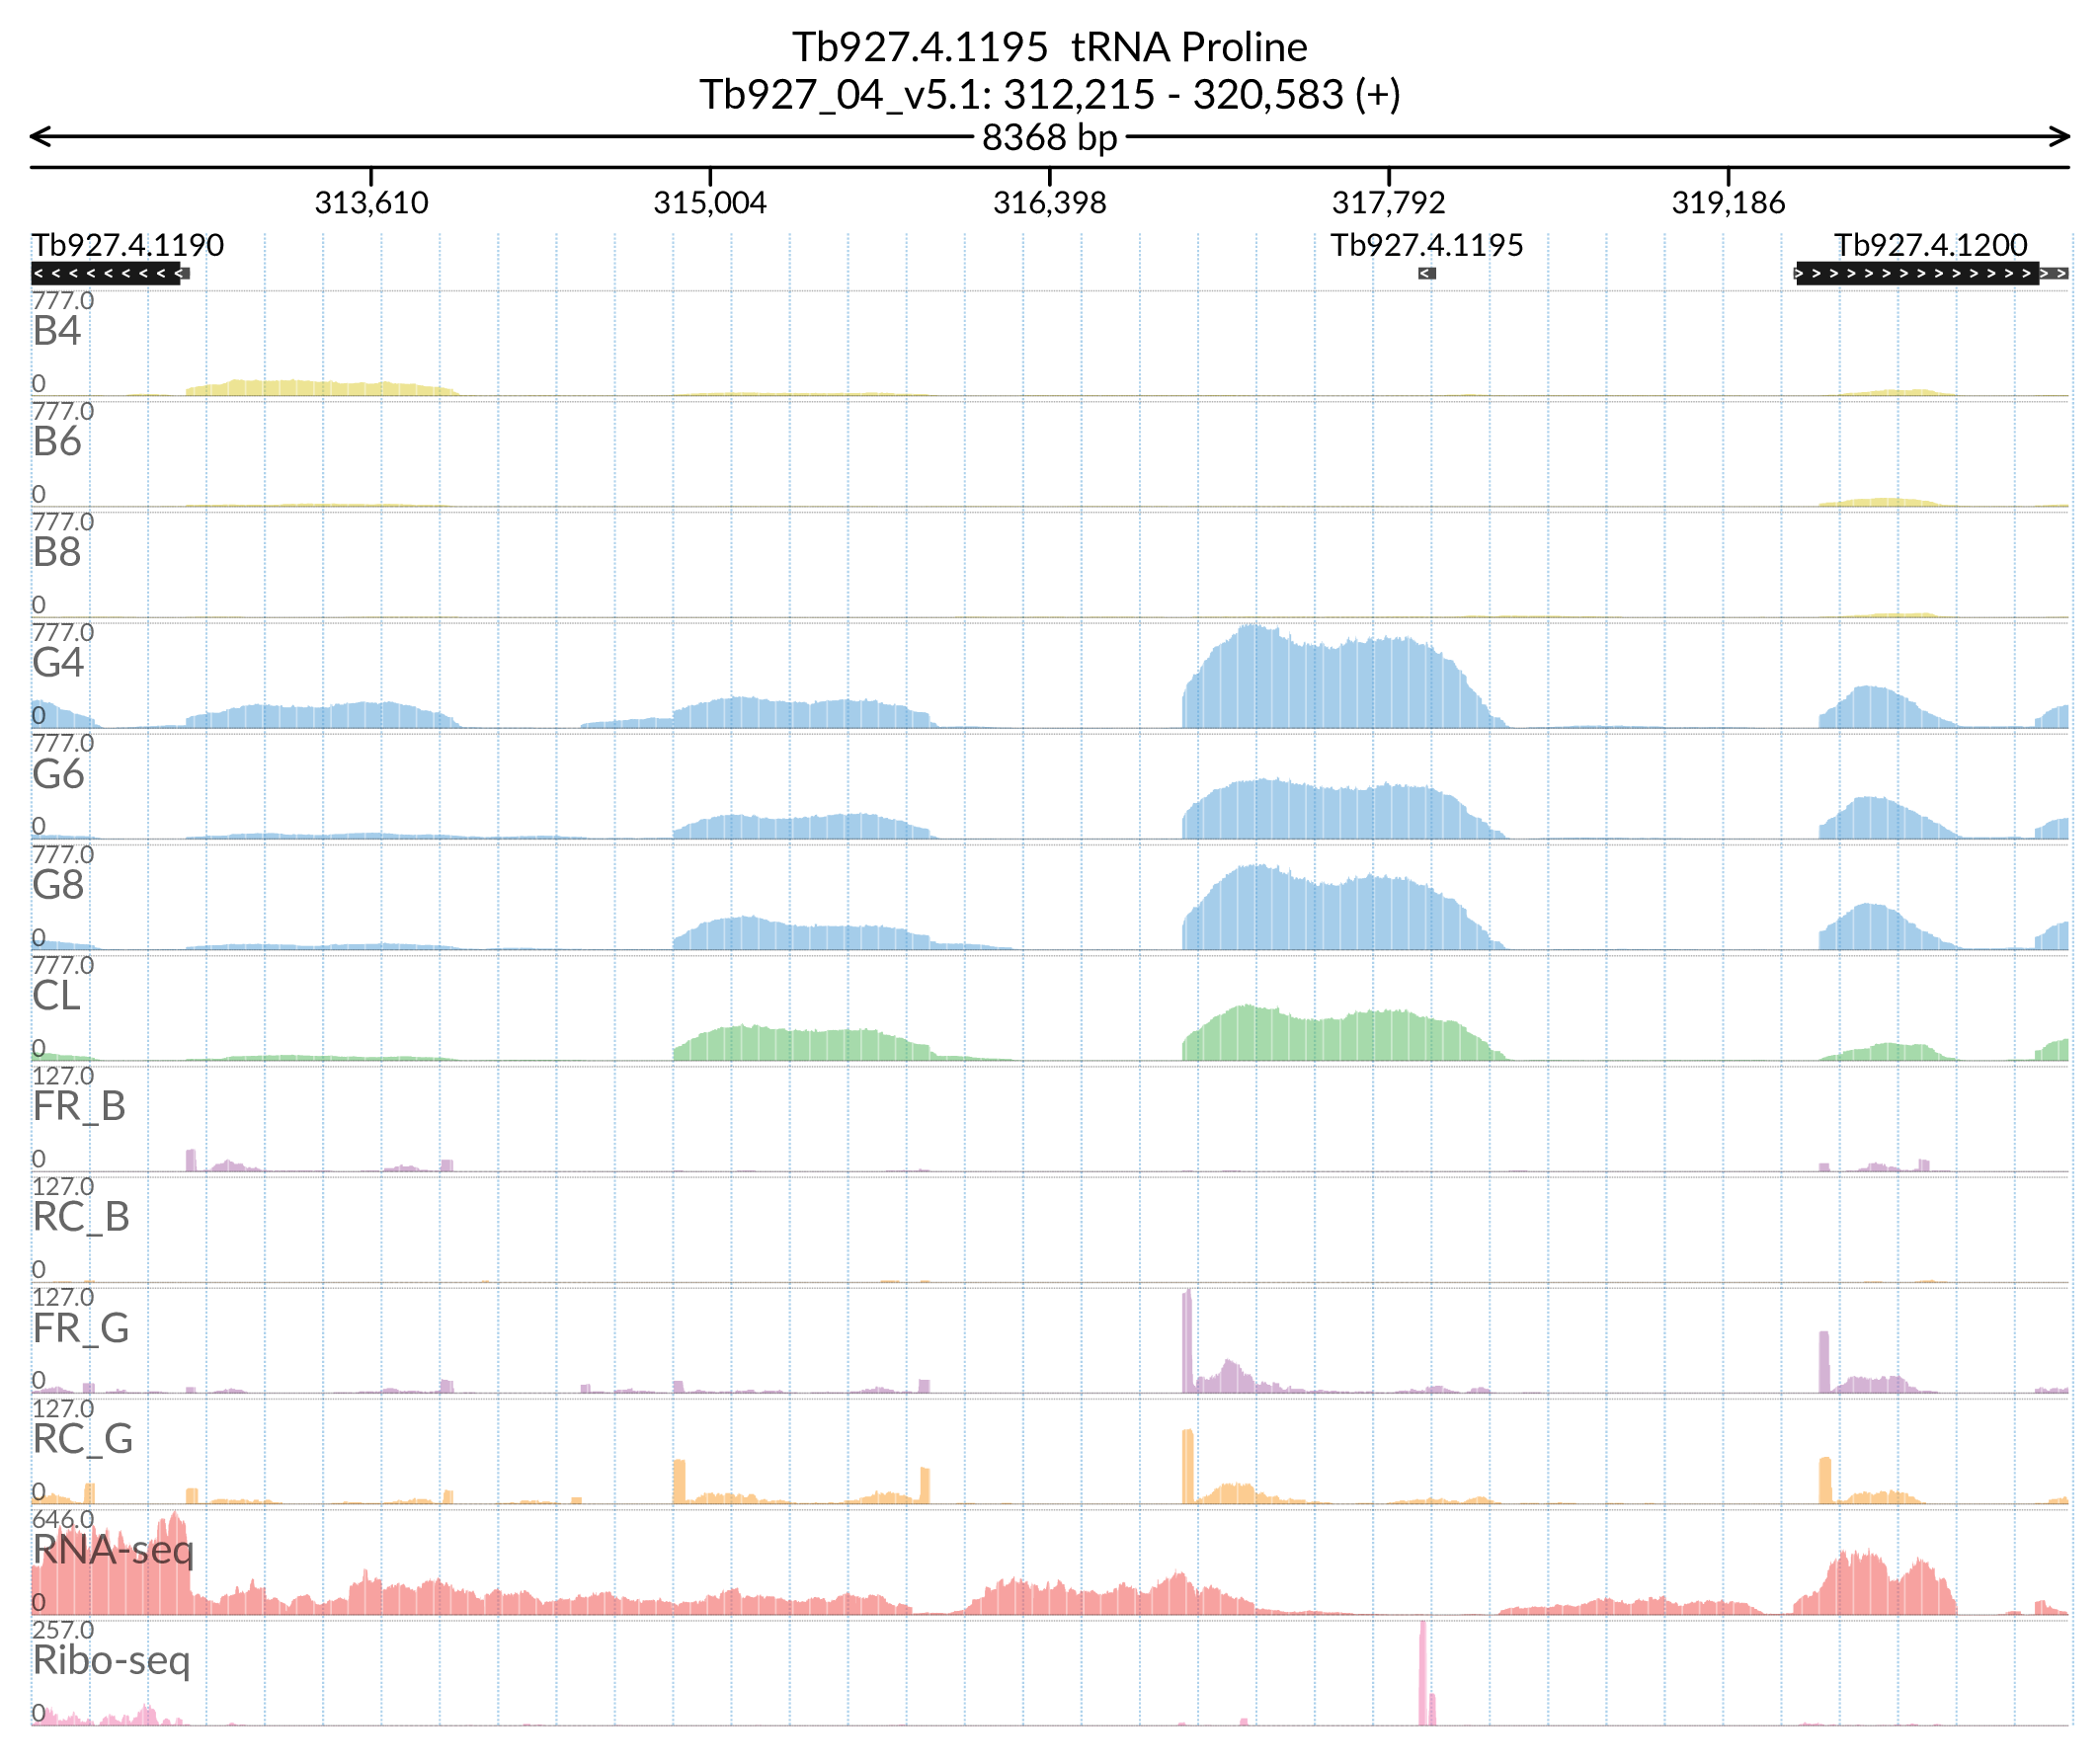 Tb927.4.1195 tRNA Proline
Tb927_04_v5.1: 312,215 - 320,583 (+)
8368 bp
313,610 315,004 316,398 317,792 319,186
Tb927.4.1190 Tb927.4.1195 Tb927.4.1200
777.0
B4
0
777.0
B6
0
777.0
B8
0
777.0
G4
0
777.0
G6
0
777.0
G8
0
777.0
CL
0
127.0
FR_B
0
127.0
RC_B
0
127.0
FR_G
0
127.0
RC_G
0
646.0
RNA-seq
0
257.0
Ribo-seq
0